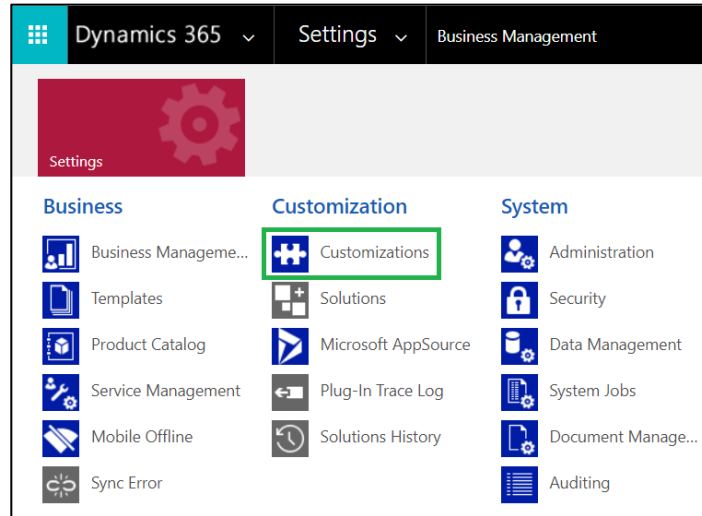 Dynamics 365
Settings
Business Management
Settings
Business
Business Manageme...
Templates
Product Catalog
Service Management
Mobile Offline
Sync Error
Customization
Customizations
Solutions
Microsoft AppSource
Plug-In Trace Log
Solutions History
System
Administration
Security
Data Management
System Jobs
Document Manage...
Auditing